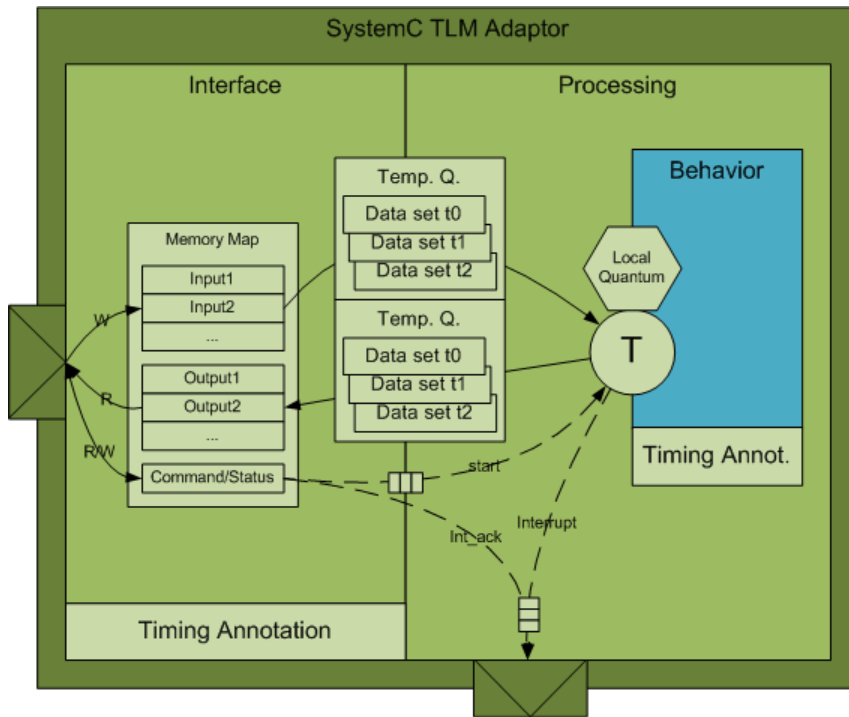 SystemC TLM Adaptor
Interface
Processing
Temp. Q.
Data set t0
Data set t1
Data set t2
Behavior
Memory Map
Input1
Input2
...
Local
Quantum
W
Temp. Q.
Data set t0
Data set t1
Data set t2
T
Output1
Output2
...
R
R/W
Command/Status
start
Timing Annot.
Int_ack
Interrupt
Timing Annotation